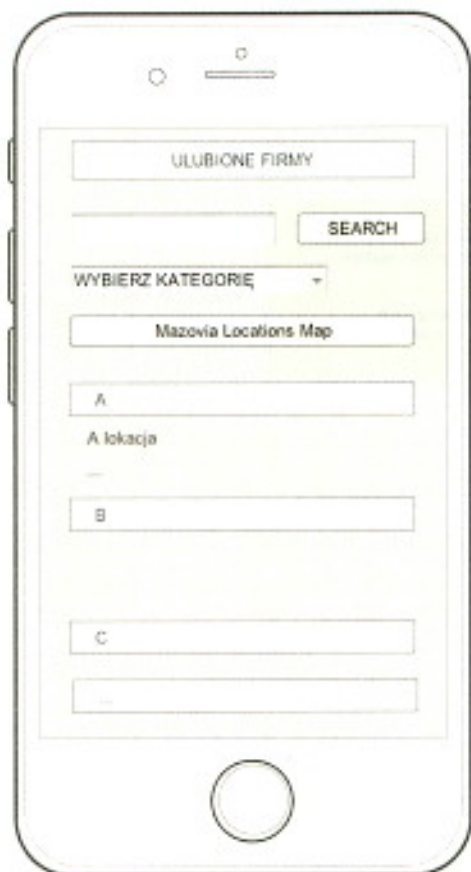 ULUBIONE FIRMY
SEARCH
WYBIERZ KATEGORIĘ
Mazovia Locations Map
A
A lokacja
...
B
C
...